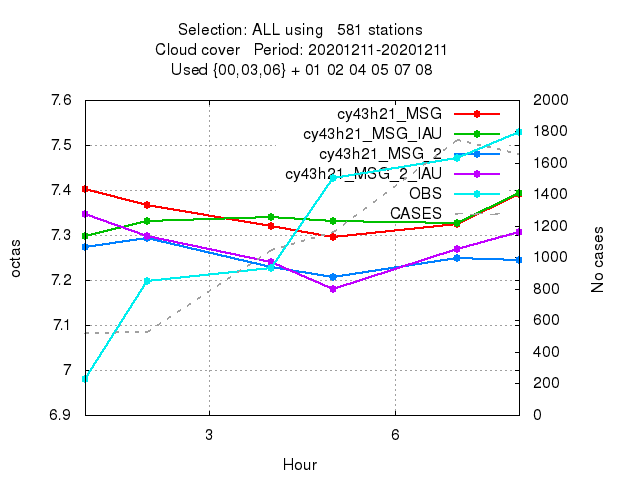 Selection: ALL using   581 stations
Cloud cover   Period: 20201211-20201211
Used {00,03,06} + 01 02 04 05 07 08
7.6
7.5
7.4
7.3
7.2
7.1
7
6.9
octas
2000
1800
1600
1400
1200
1000
800
600
400
200
0
No cases
cy43h21_MSG
cy43h21_MSG_IAU
cy43h21_MSG_2
cy43h21_MSG_2_IAU
OBS
CASES
3
6
Hour